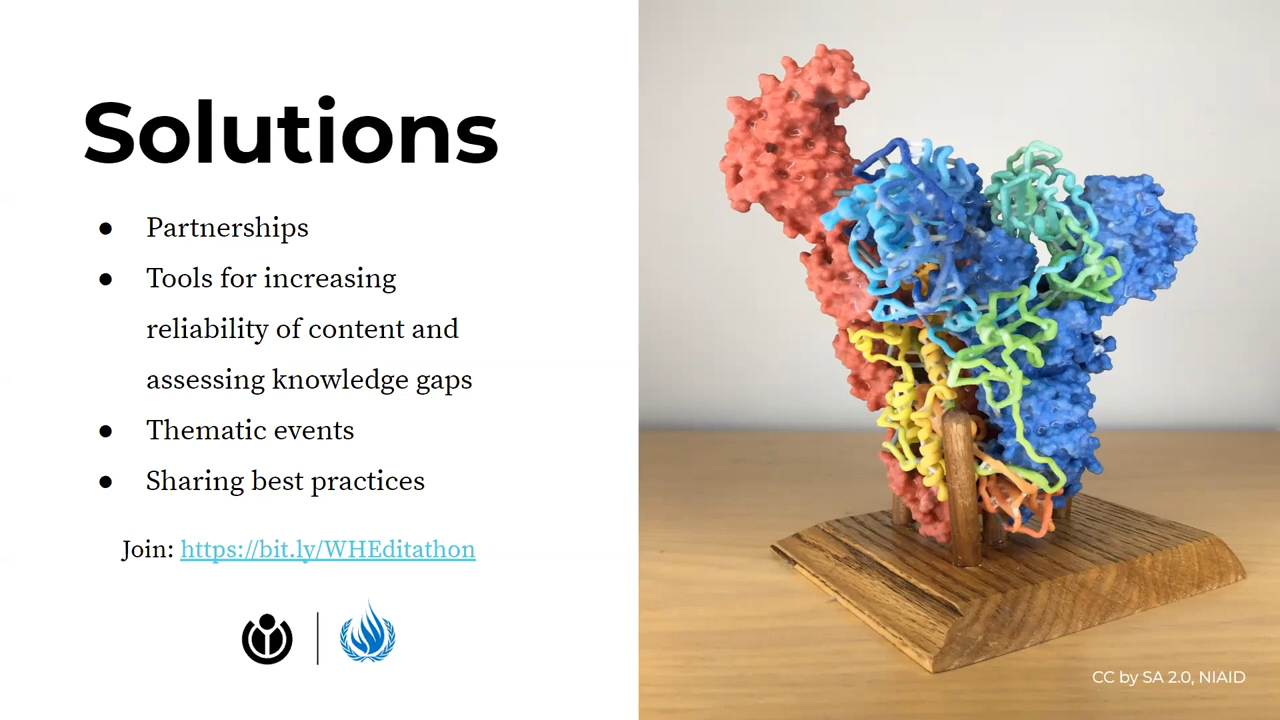 Solutions
● Partnerships
● Tools for increasing
reliability of content and
assessing knowledge gaps
● Thematic events
● Sharing best practices
Join: https://bit.ly/WHEditathon
CC by SA 2.0, NIAID